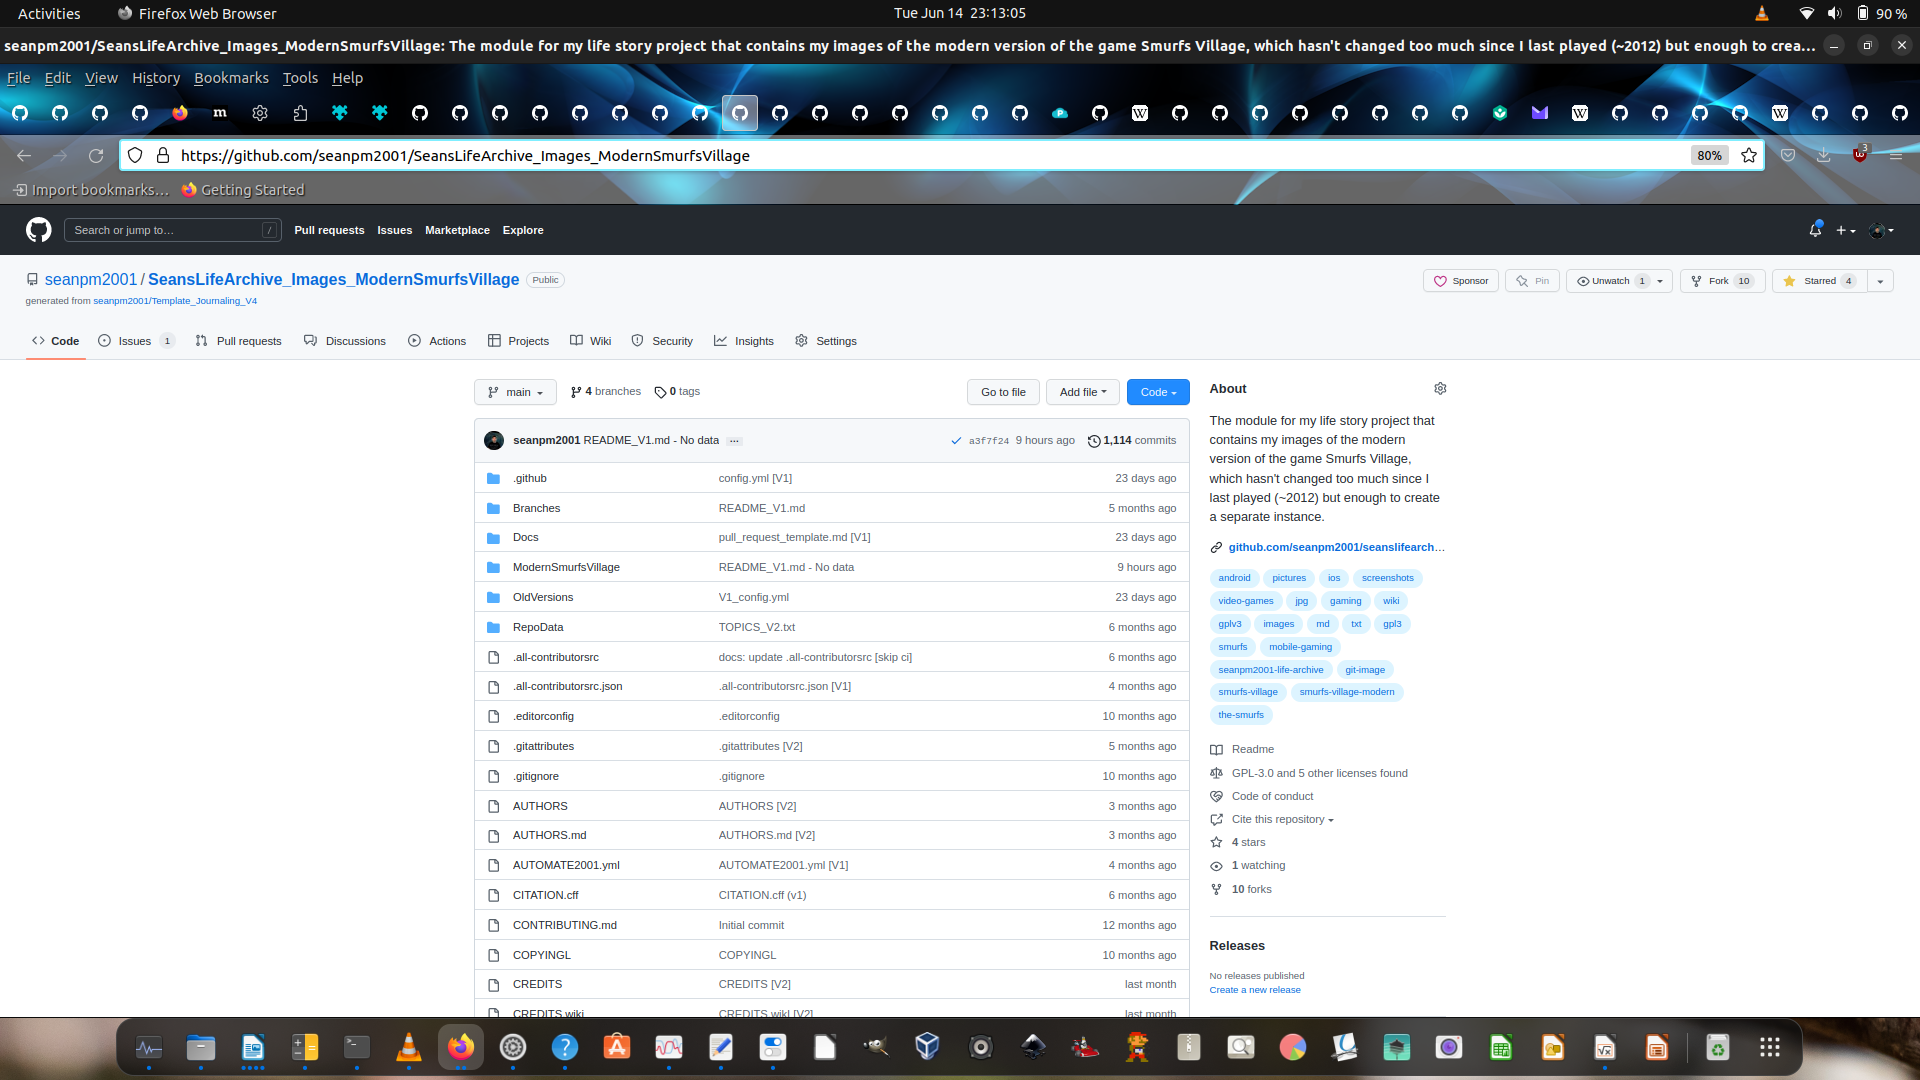 Activities Firefox Web Browser Tue Jun 14 23:13:05 90 %
seanpm2001/SeansLifeArchive_Images_ModernSmurfsVillage: The module for my life story project that contains my images of the modern version of the game Smurfs Village, which hasn't changed too much since I last played (~2012) but enough to crea…
File Edit View History Bookmarks Tools Help
https://github.com/seanpm2001/SeansLifeArchive_Images_ModernSmurfsVillage 80% 3
Import bookmarks… Getting Started
Search or jump to… / Pull requests Issues Marketplace Explore
seanpm2001 / SeansLifeArchive_Images_ModernSmurfsVillage Public Sponsor Pin Unwatch 1 Fork 10 Starred 4
generated from seanpm2001/Template_Journaling_V4
Code Issues 1 Pull requests Discussions Actions Projects Wiki Security Insights Settings
main 4 branches 0 tags Go to file Add file Code
seanpm2001 README_V1.md - No data ... a3f7f24 9 hours ago 1,114 commits
.github config.yml [V1] 23 days ago
Branches README_V1.md 5 months ago
Docs pull_request_template.md [V1] 23 days ago
ModernSmurfsVillage README_V1.md - No data 9 hours ago
OldVersions V1_config.yml 23 days ago
RepoData TOPICS_V2.txt 6 months ago
.all-contributorsrc docs: update .all-contributorsrc [skip ci] 6 months ago
.all-contributorsrc.json .all-contributorsrc.json [V1] 4 months ago
.editorconfig .editorconfig 10 months ago
.gitattributes .gitattributes [V2] 5 months ago
.gitignore .gitignore 10 months ago
AUTHORS AUTHORS [V2] 3 months ago
AUTHORS.md AUTHORS.md [V2] 3 months ago
AUTOMATE2001.yml AUTOMATE2001.yml [V1] 4 months ago
CITATION.cff CITATION.cff (v1) 6 months ago
CONTRIBUTING.md Initial commit 12 months ago
COPYINGL COPYINGL 10 months ago
CREDITS CREDITS [V2] last month
CREDITS.wiki CREDITS.wiki [V2] last month
About
The module for my life story project that
contains my images of the modern
version of the game Smurfs Village,
which hasn't changed too much since I
last played (~2012) but enough to create
a separate instance.
github.com/seanpm2001/seanslifearch…
android pictures ios screenshots
video-games jpg gaming wiki
gplv3 images md txt gpl3
smurfs mobile-gaming
seanpm2001-life-archive git-image
smurfs-village smurfs-village-modern
the-smurfs
Readme
GPL-3.0 and 5 other licenses found
Code of conduct
Cite this repository
4 stars
1 watching
10 forks
Releases
No releases published
Create a new release